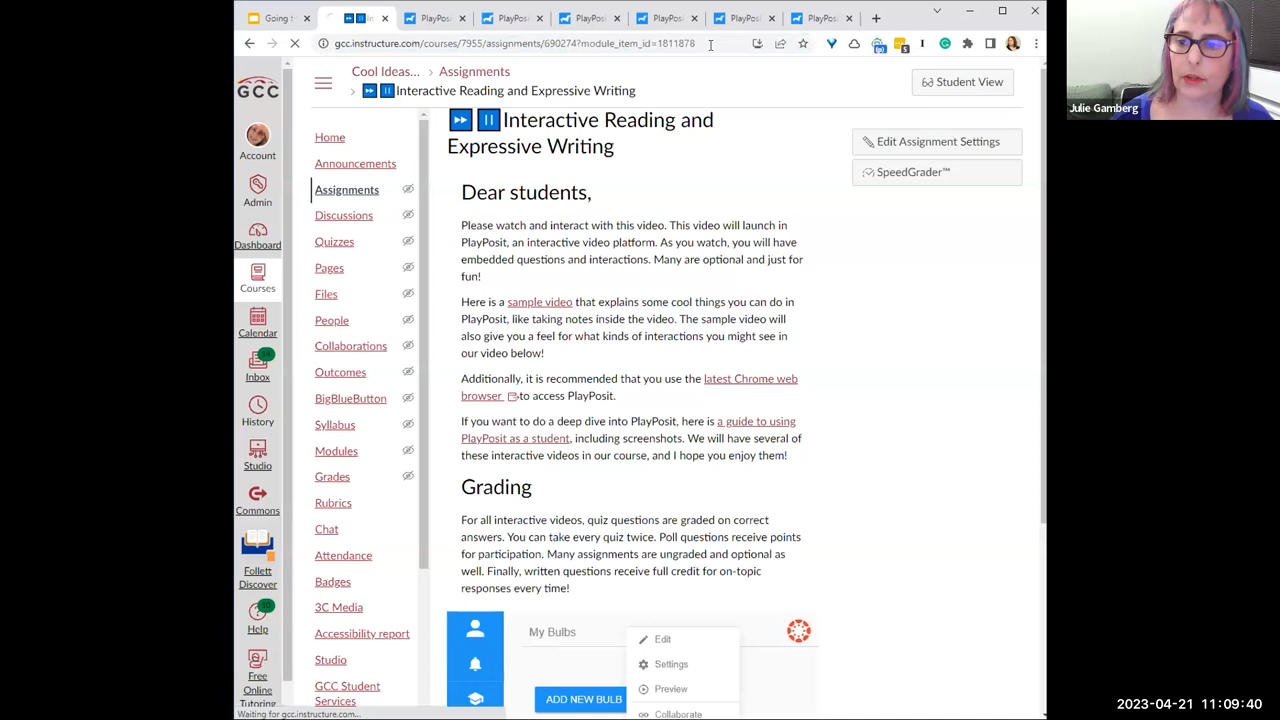 Going t
In
PlayPosi
PlayPosi
PlayPosi
PlayPosi
PlayPosi
PlayPosi
gcc.instructure.com/courses/7955/assignments/690274?module_item_id=1811878
Julie Gamberg
GCC
Account
Admin
Dashboard
Courses
Calendar
Inbox
History
Studio
Commons
Follett
Discover
Help
Free
Online
Tutoring
Cool Ideas... › Assignments
› Interactive Reading and Expressive Writing
Student View
Home
Announcements
Assignments
Discussions
Quizzes
Pages
Files
People
Collaborations
Outcomes
BigBlueButton
Syllabus
Modules
Grades
Rubrics
Chat
Attendance
Badges
3C Media
Accessibility report
Studio
GCC Student
Services
Interactive Reading and
Expressive Writing
Edit Assignment Settings
SpeedGrader™
Dear students,
Please watch and interact with this video. This video will launch in
PlayPosit, an interactive video platform. As you watch, you will have
embedded questions and interactions. Many are optional and just for
fun!
Here is a sample video that explains some cool things you can do in
PlayPosit, like taking notes inside the video. The sample video will
also give you a feel for what kinds of interactions you might see in
our video below!
Additionally, it is recommended that you use the latest Chrome web
browser to access PlayPosit.
If you want to do a deep dive into PlayPosit, here is a guide to using
PlayPosit as a student, including screenshots. We will have several of
these interactive videos in our course, and I hope you enjoy them!
Grading
For all interactive videos, quiz questions are graded on correct
answers. You can take every quiz twice. Poll questions receive points
for participation. Many assignments are ungraded and optional as
well. Finally, written questions receive full credit for on-topic
responses every time!
My Bulbs
ADD NEW BULB
Edit
Settings
Preview
Collaborate
Waiting for gcc.instructure.com...
2023-04-21 11:09:40